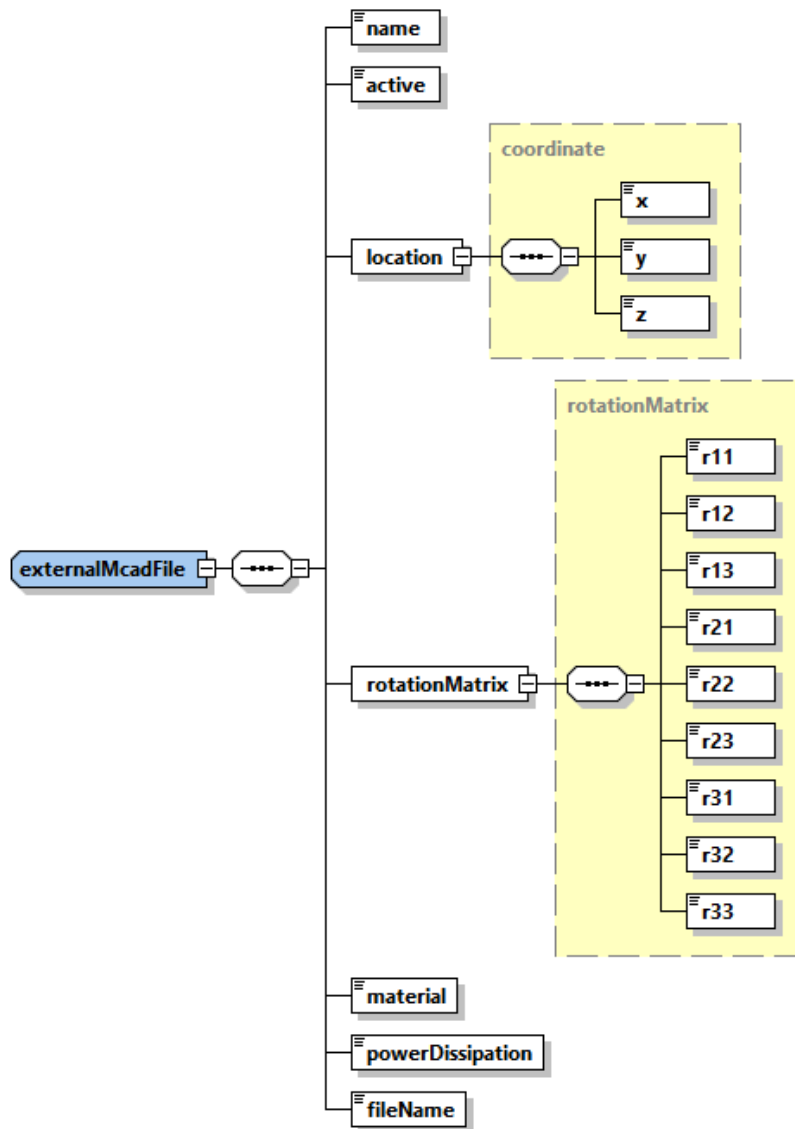 name
active
coordinate
x
location
y
z
rotationMatrix
r11
r12
r13
externalMcadFile
r21
rotationMatrix
r22
r23
r31
r32
r33
material
powerDissipation
fileName